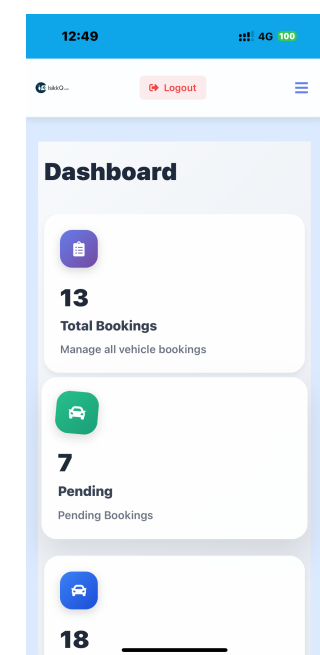 12:49
4G 100
Logout
Dashboard
13
Total Bookings
Manage all vehicle bookings
7
Pending
Pending Bookings
18